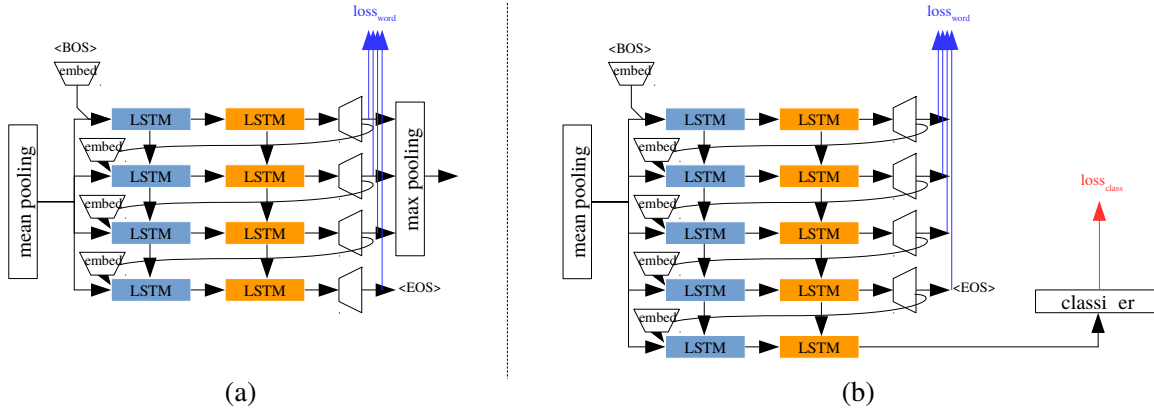 loss_word
<BOS>
embed
LSTM LSTM
embed
LSTM LSTM
embed
LSTM LSTM
embed
LSTM LSTM
<EOS>
mean pooling
max pooling
(a)
loss_word
<BOS>
embed
LSTM LSTM
embed
LSTM LSTM
embed
LSTM LSTM
embed
LSTM LSTM
<EOS>
embed
LSTM LSTM
mean pooling
loss_class
classi er
(b)